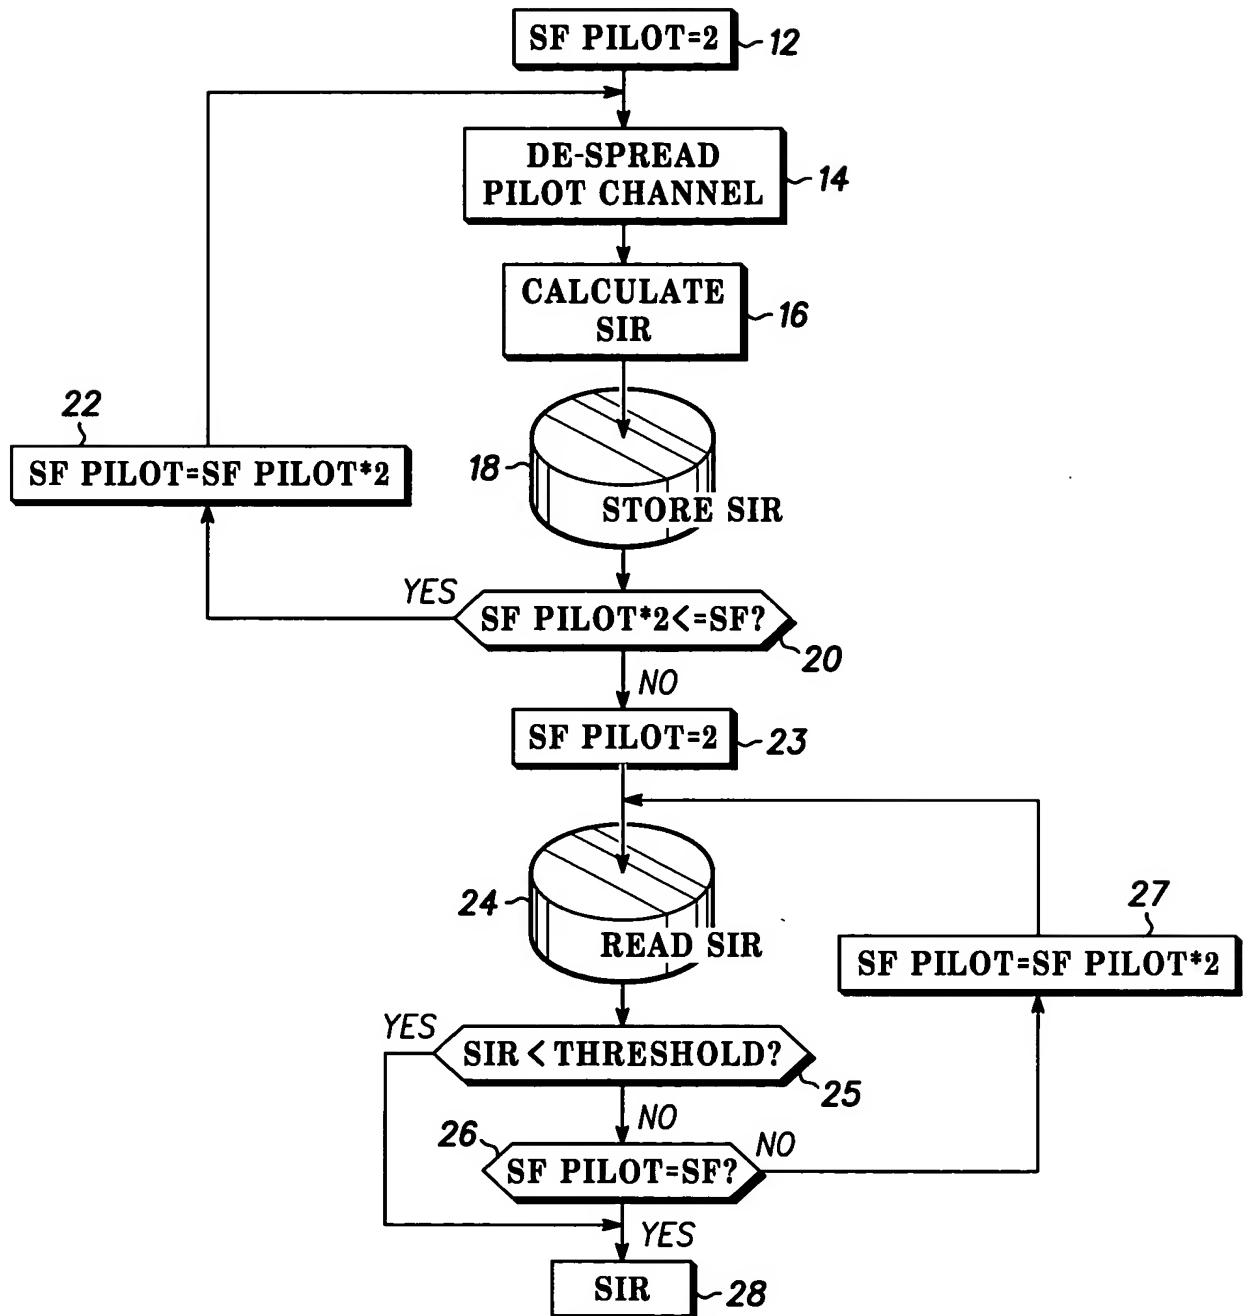 SF PILOT=2
12
DE-SPREAD
PILOT CHANNEL
14
CALCULATE
SIR
16
22
SF PILOT=SF PILOT*2
18
STORE SIR
YES
SF PILOT*2<=SF?
20
NO
SF PILOT=2
23
24
READ SIR
27
SF PILOT=SF PILOT*2
YES
SIR<THRESHOLD?
25
NO
26
SF PILOT=SF?
NO
YES
SIR
28